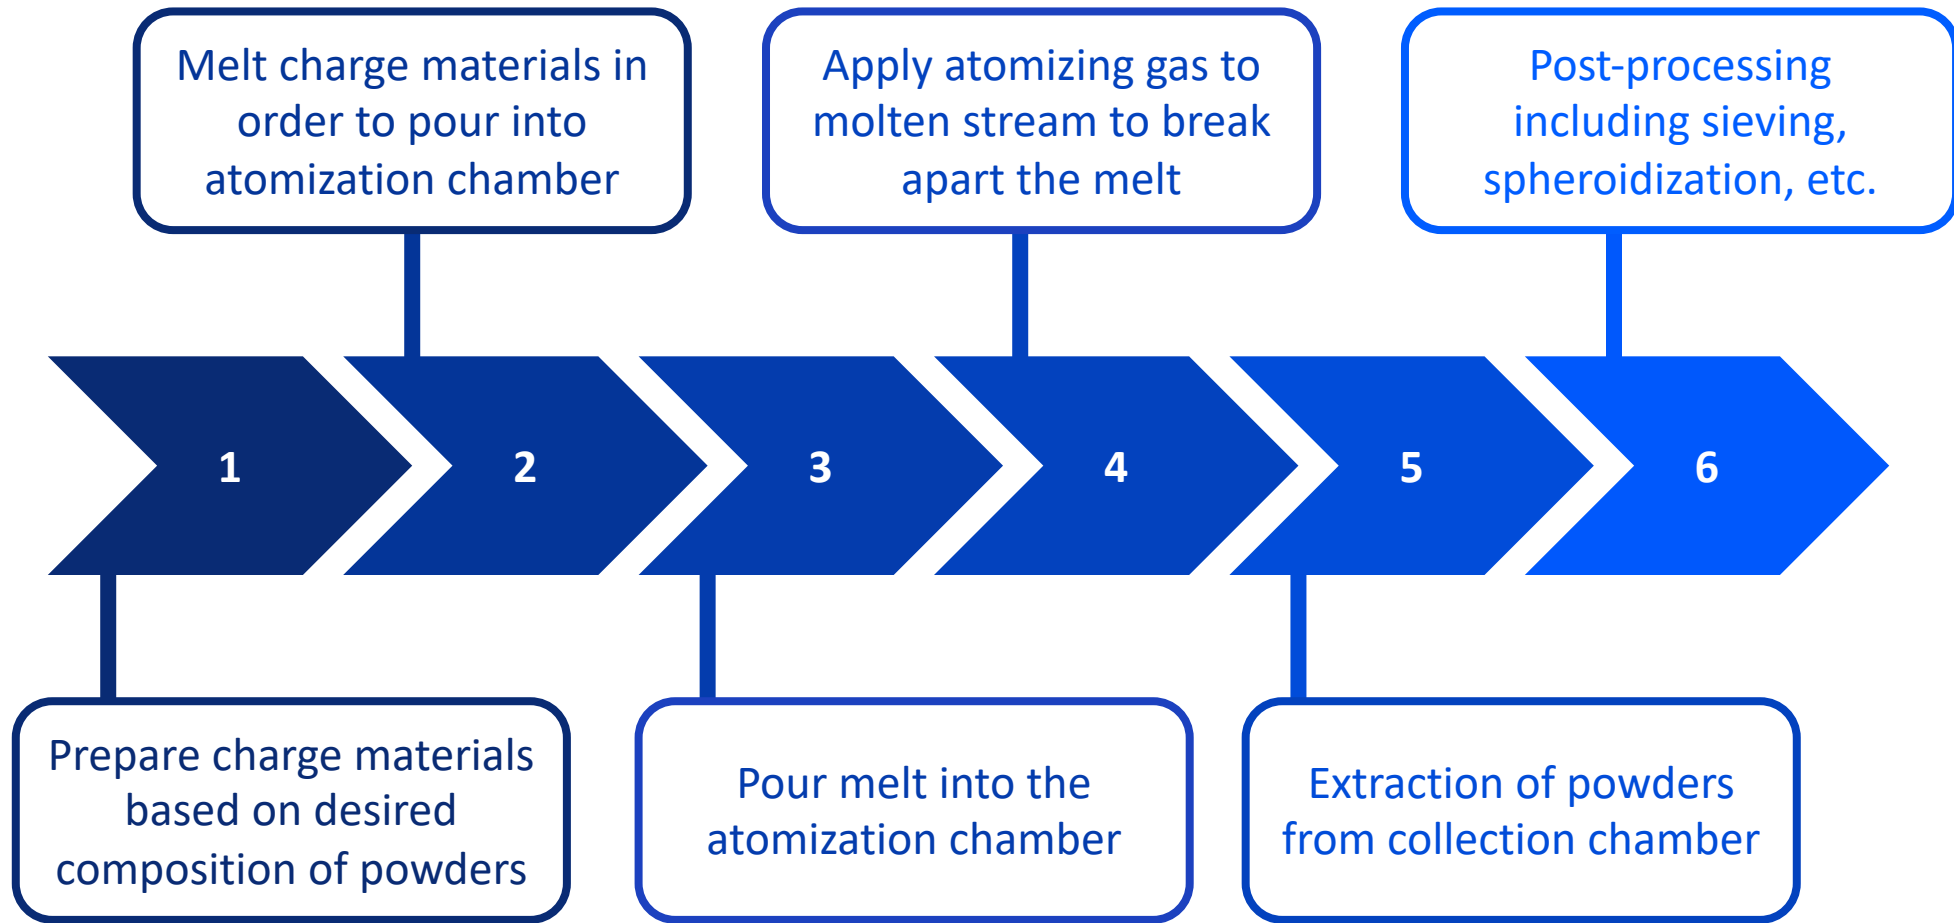 Melt charge materials in
order to pour into
atomization chamber
Apply atomizing gas to
molten stream to break
apart the melt
Post-processing
including sieving,
spheroidization, etc.
1
2
3
4
5
6
Prepare charge materials
based on desired
composition of powders
Pour melt into the
atomization chamber
Extraction of powders
from collection chamber